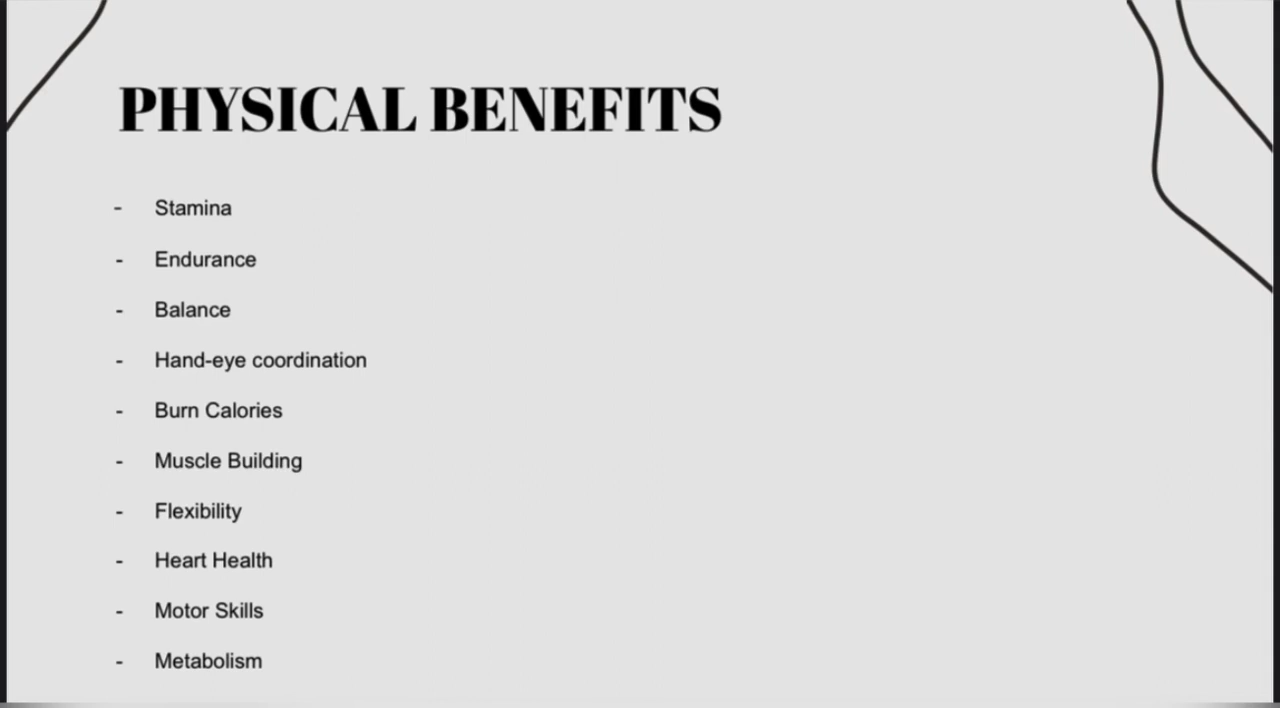 PHYSICAL BENEFITS
- Stamina
- Endurance
- Balance
- Hand-eye coordination
- Burn Calories
- Muscle Building
- Flexibility
- Heart Health
- Motor Skills
- Metabolism